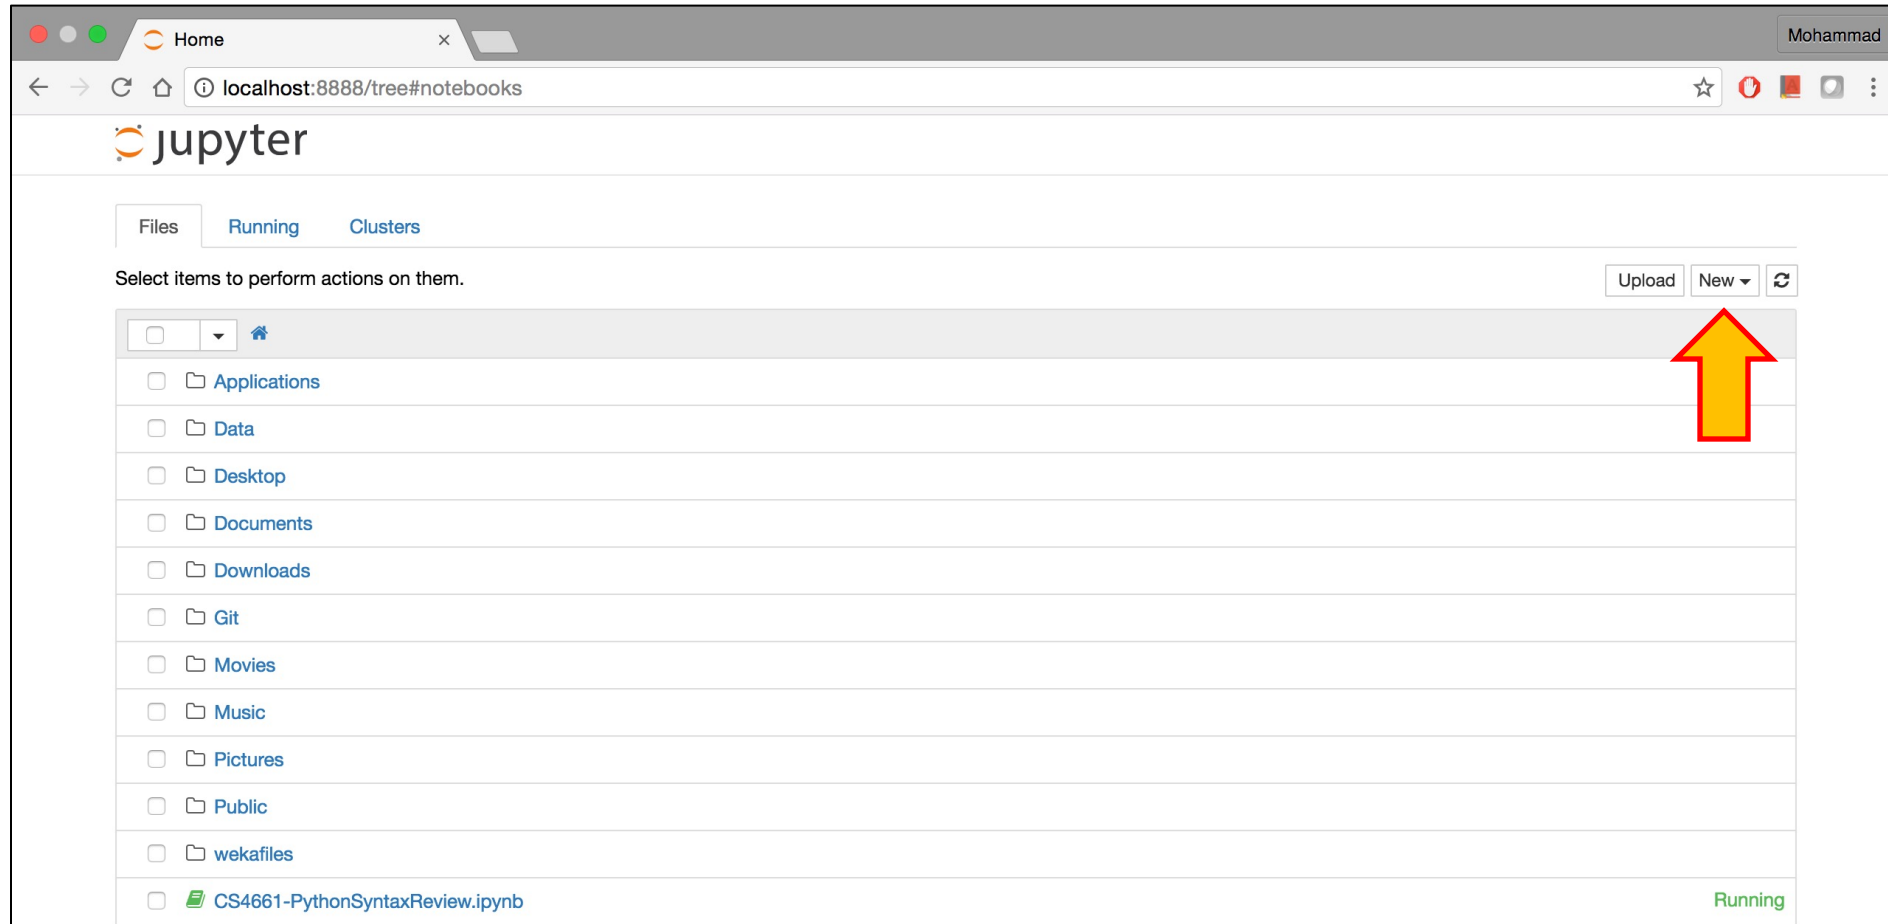 Home
Mohammad
localhost:8888/tree#notebooks
jupyter
Files Running Clusters
Select items to perform actions on them.
Upload New
Applications
Data
Desktop
Documents
Downloads
Git
Movies
Music
Pictures
Public
wekafiles
CS4661-PythonSyntaxReview.ipynb Running